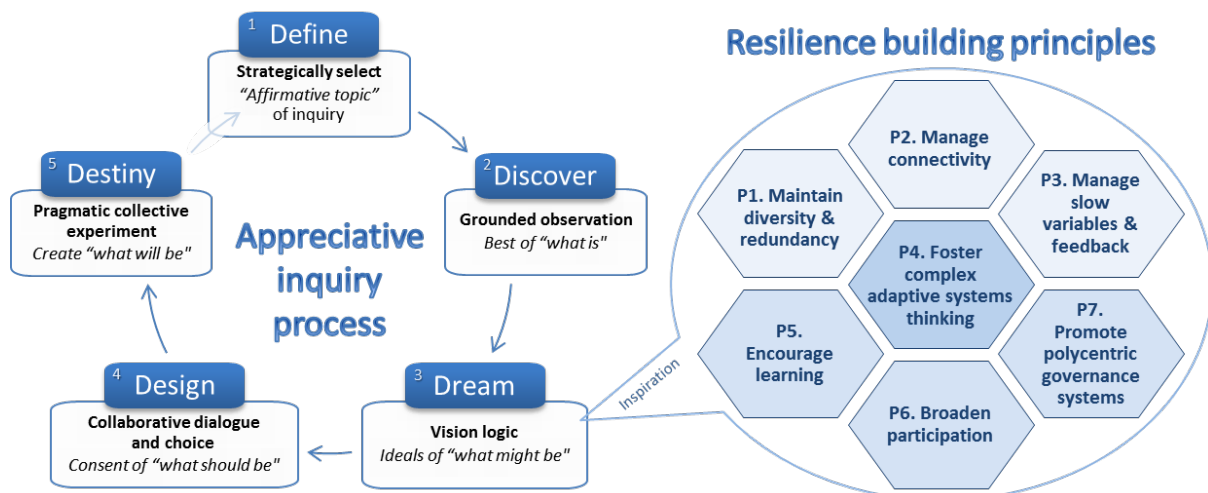 1 Define
Strategically select
“Affirmative topic”
of inquiry
2 Discover
Grounded observation
Best of “what is"
3 Dream
Vision logic
Ideals of “what might be"
4 Design
Collaborative dialogue
and choice
Consent of “what should be"
5 Destiny
Pragmatic collective
experiment
Create “what will be"
Appreciative
inquiry
process
Inspiration
Resilience building principles
P1. Maintain
diversity &
redundancy
P2. Manage
connectivity
P3. Manage
slow
variables &
feedback
P4. Foster
complex
adaptive systems
thinking
P5.
Encourage
learning
P6. Broaden
participation
P7.
Promote
polycentric
governance
systems